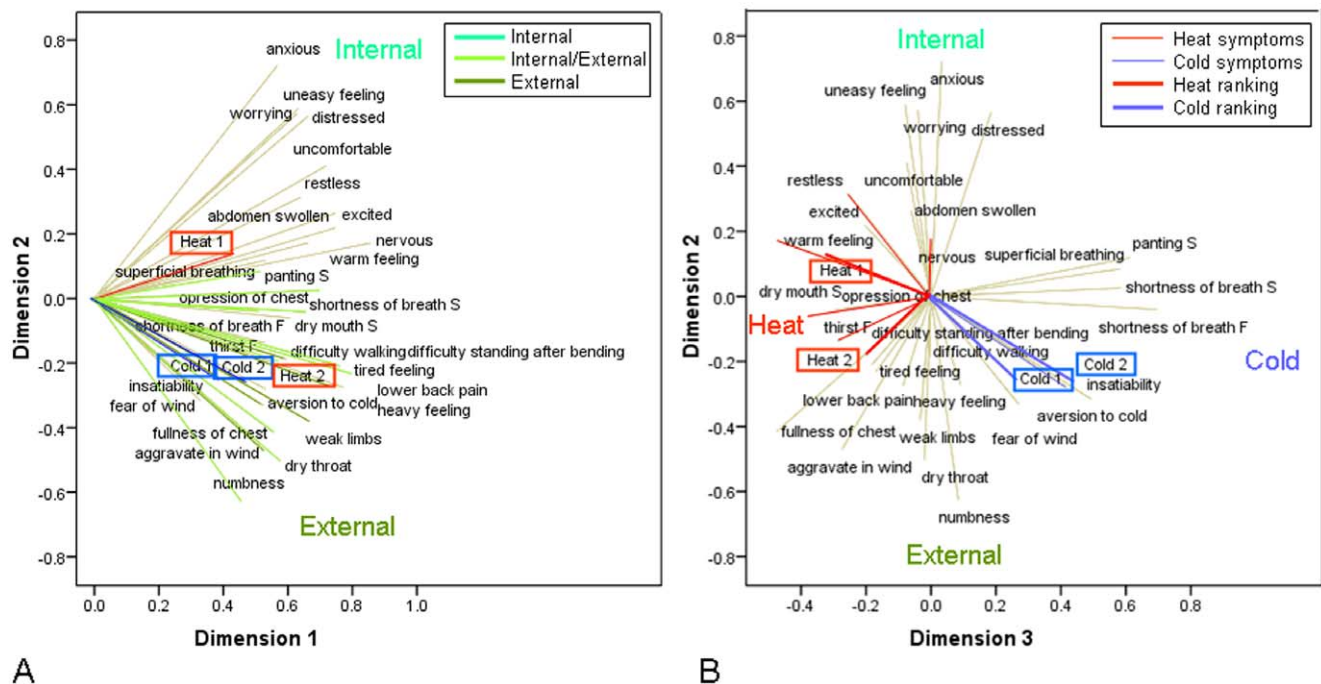 0.8
0.6
0.4
0.2
0.0
-0.2
-0.4
-0.6
-0.8
Dimension 2
anxious
Internal
Internal
Internal/External
External
uneasy feeling
worrying
distressed
uncomfortable
restless
abdomen swollen
excited
Heat 1
nervous
warm feeling
superficial breathing
panting S
opression of chest
shortness of breath S
shortness of breath F
dry mouth S
thirst F
difficulty walking
difficulty standing after bending
Cold 1
Cold 2
Heat 2
tired feeling
insatiability
lower back pain
fear of wind
aversion to cold
heavy feeling
fullness of chest
weak limbs
aggravate in wind
dry throat
numbness
External
0.0
0.2
0.4
0.6
0.8
1.0
Dimension 1
A
0.8
0.6
0.4
0.2
0.0
-0.2
-0.4
-0.6
-0.8
Dimension 2
Internal
Heat symptoms
Cold symptoms
Heat ranking
Cold ranking
anxious
uneasy feeling
worrying
distressed
restless
uncomfortable
excited
abdomen swollen
warm feeling
nervous
superficial breathing
panting S
Heat 1
dry mouth S
opression of chest
shortness of breath S
Heat
thirst F
difficulty standing after bending
shortness of breath F
difficulty walking
Heat 2
tired feeling
Cold 1
Cold 2
Cold
insatiability
lower back pain
heavy feeling
aversion to cold
fullness of chest
weak limbs
fear of wind
aggravate in wind
dry throat
numbness
External
-0.4
-0.2
0.0
0.2
0.4
0.6
0.8
Dimension 3
B